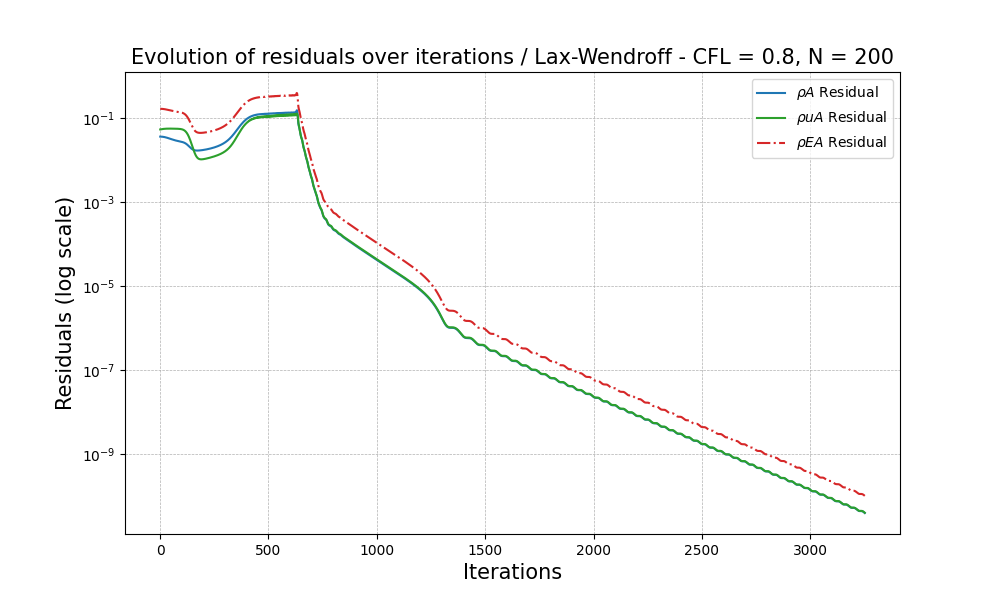 Evolution of residuals over iterations / Lax-Wendroff - CFL = 0.8, N = 200
ρA Residual
ρuA Residual
ρEA Residual
Residuals (log scale)
10⁻¹
10⁻³
10⁻⁵
10⁻⁷
10⁻⁹
0 500 1000 1500 2000 2500 3000
Iterations